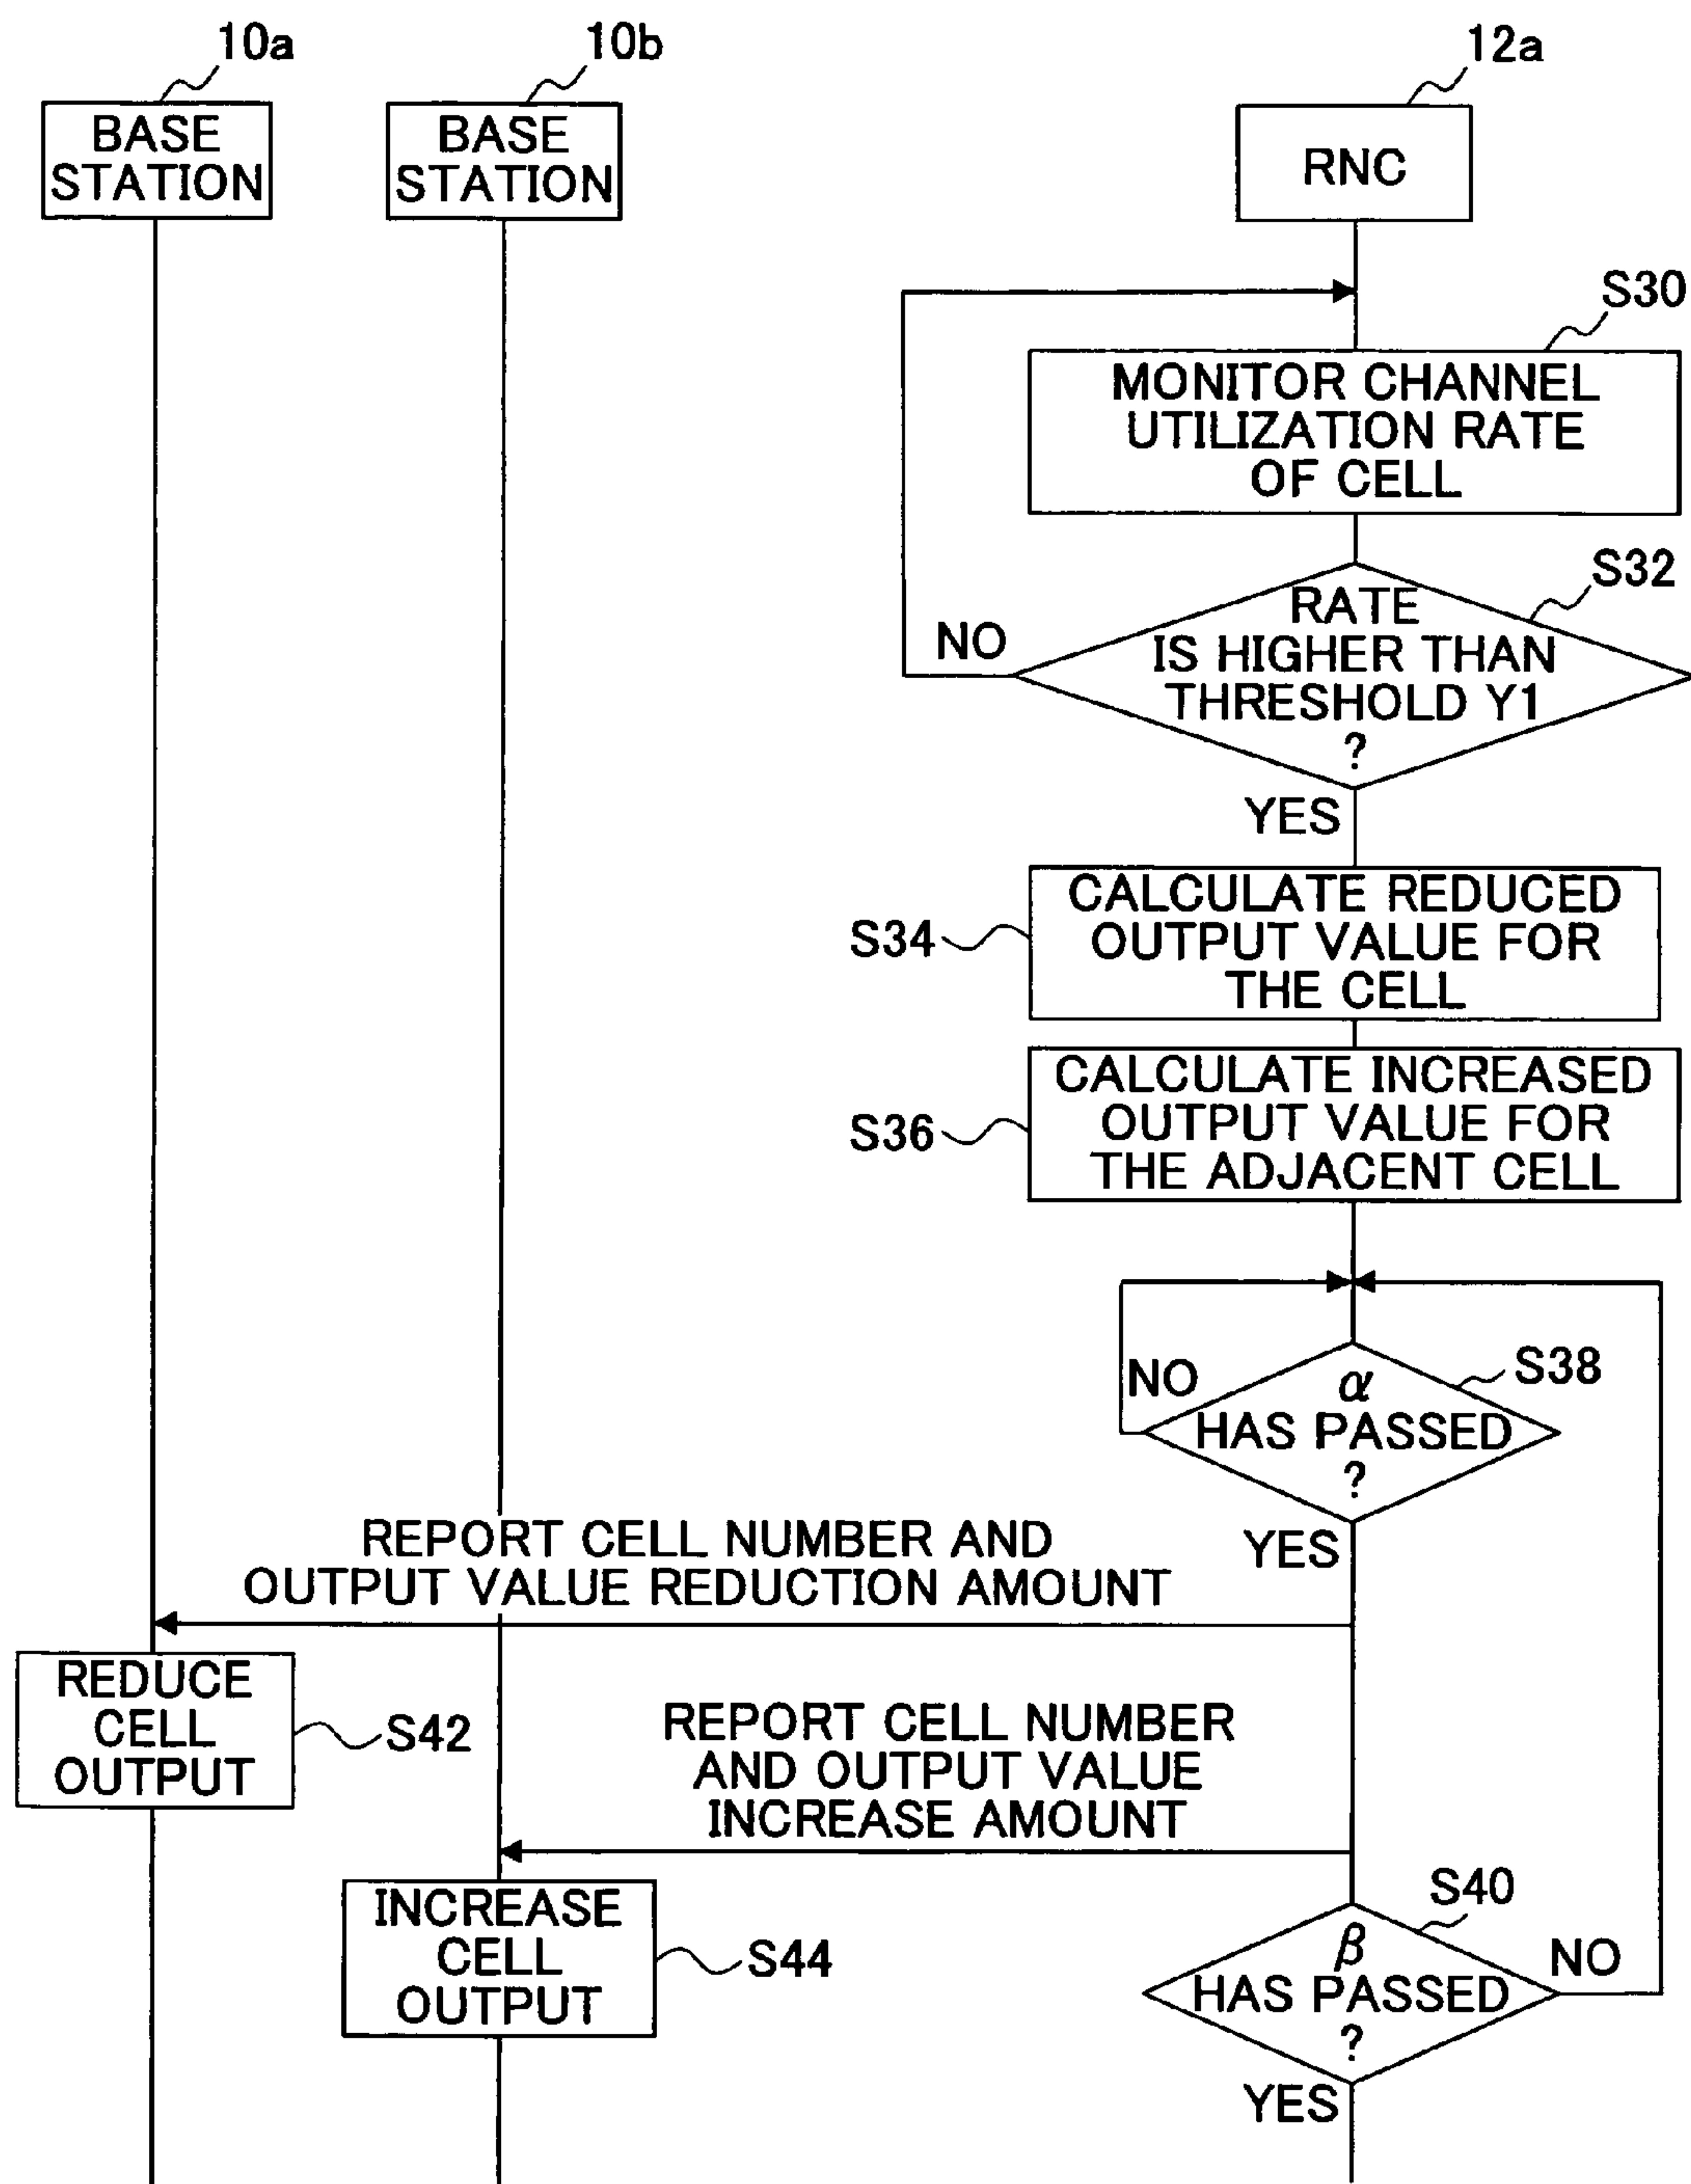 10a
10b
12a
BASE
STATION
BASE
STATION
RNC
S30
MONITOR CHANNEL
UTILIZATION RATE
OF CELL
S32
RATE
IS HIGHER THAN
THRESHOLD Y1
?
NO
YES
S34
CALCULATE REDUCED
OUTPUT VALUE FOR
THE CELL
S36
CALCULATE INCREASED
OUTPUT VALUE FOR
THE ADJACENT CELL
NO
S38
α
HAS PASSED
?
YES
REPORT CELL NUMBER AND
OUTPUT VALUE REDUCTION AMOUNT
REDUCE
CELL
OUTPUT
S42
REPORT CELL NUMBER
AND OUTPUT VALUE
INCREASE AMOUNT
INCREASE
CELL
OUTPUT
S44
S40
β
HAS PASSED
?
NO
YES